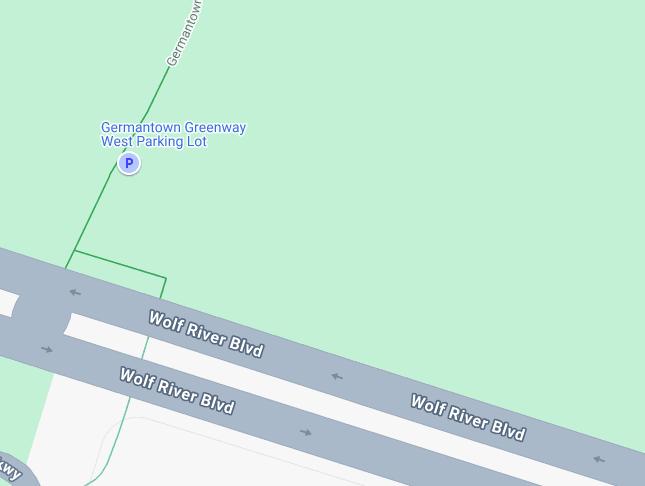 Germantown
Germantown Greenway
West Parking Lot
P
Wolf River Blvd
Wolf River Blvd
Wolf River Blvd